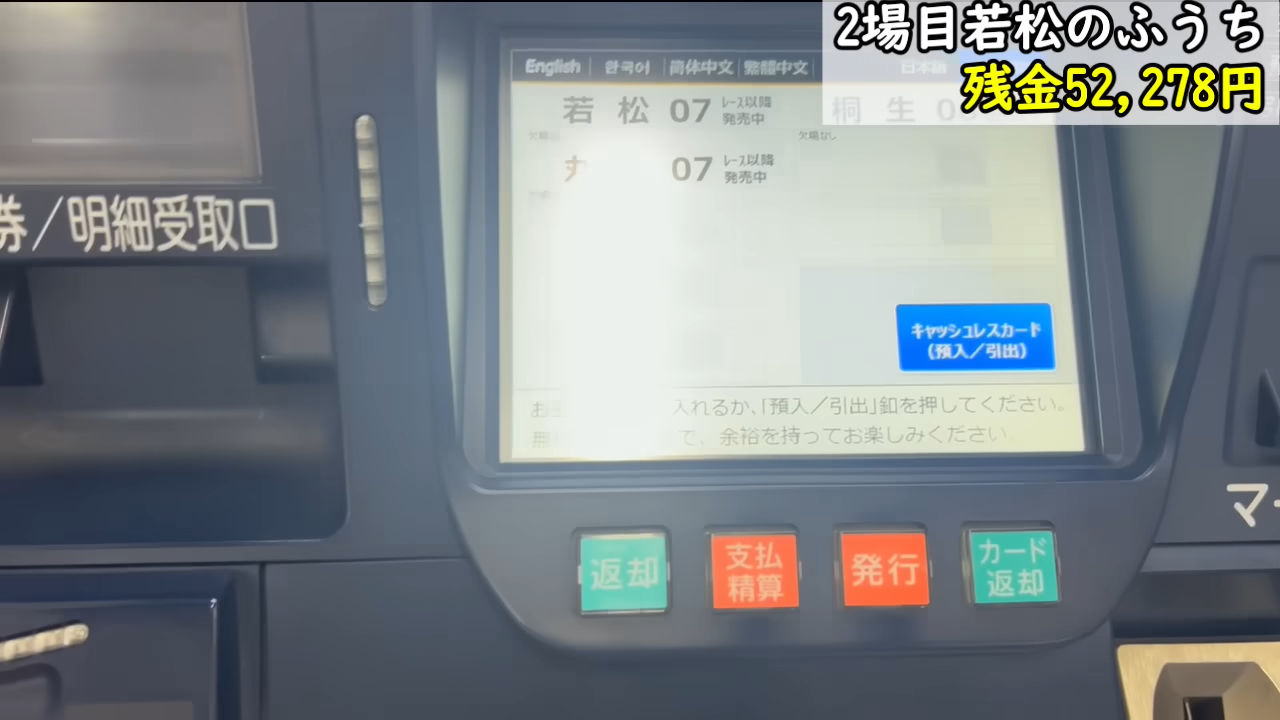 2場目若松のふうち
残金52,278円
English 한국어 简体中文 繁體中文 日本語
若松 07 レース以降 発売中
桐生
欠場なし
07 レース以降 発売中
キャッシュレスカード
(預入/引出)
入れるか、「預入/引出」釦を押してください。
で、余裕を持ってお楽しみください
券/明細受取口
返却
支払精算
発行
カード返却